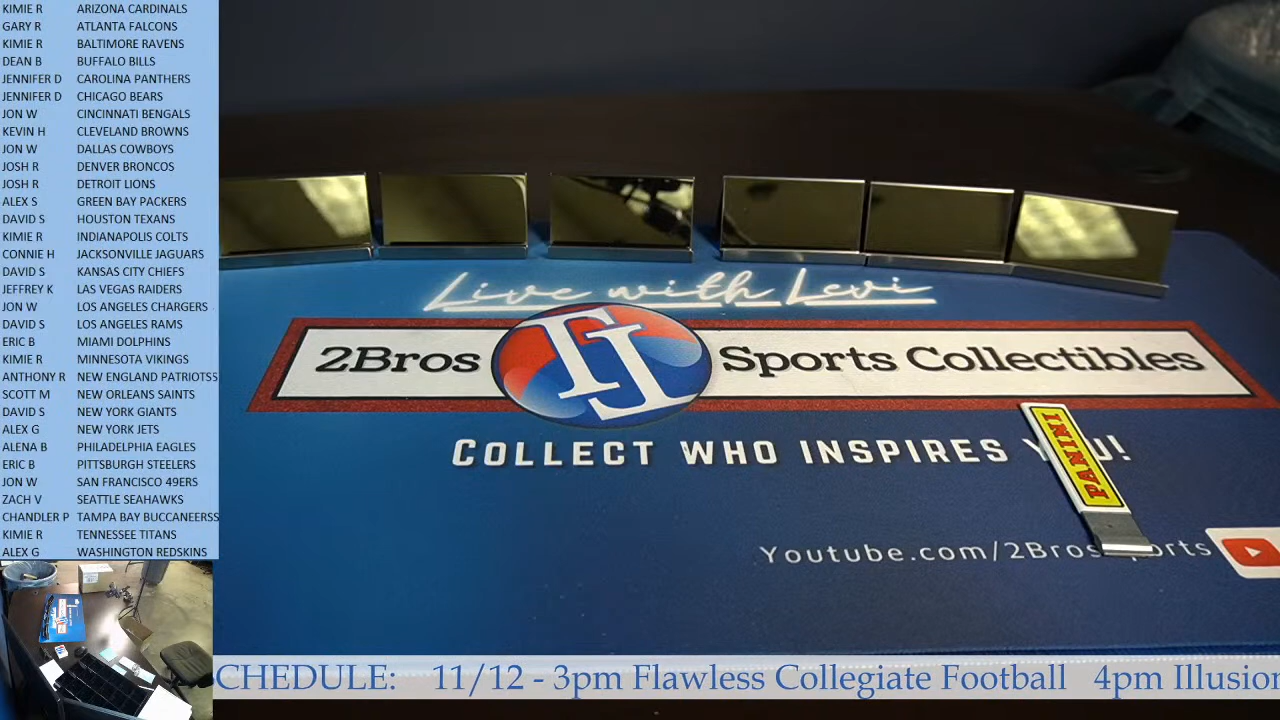 KIMIE R ARIZONA CARDINALS
GARY R ATLANTA FALCONS
KIMIE R BALTIMORE RAVENS
DEAN B BUFFALO BILLS
JENNIFER D CAROLINA PANTHERS
JENNIFER D CHICAGO BEARS
JON W CINCINNATI BENGALS
KEVIN H CLEVELAND BROWNS
JON W DALLAS COWBOYS
JOSH R DENVER BRONCOS
JOSH R DETROIT LIONS
ALEX S GREEN BAY PACKERS
DAVID S HOUSTON TEXANS
KIMIE R INDIANAPOLIS COLTS
CONNIE H JACKSONVILLE JAGUARS
DAVID S KANSAS CITY CHIEFS
JEFFREY K LAS VEGAS RAIDERS
JON W LOS ANGELES CHARGERS
DAVID S LOS ANGELES RAMS
ERIC B MIAMI DOLPHINS
KIMIE R MINNESOTA VIKINGS
ANTHONY R NEW ENGLAND PATRIOTS5
SCOTT M NEW ORLEANS SAINTS
DAVID S NEW YORK GIANTS
ALEX G NEW YORK JETS
ALENA B PHILADELPHIA EAGLES
ERIC B PITTSBURGH STEELERS
JON W SAN FRANCISCO 49ERS
ZACH V SEATTLE SEAHAWKS
CHANDLER P TAMPA BAY BUCCANEERSS
KIMIE R TENNESSEE TITANS
ALEX G WASHINGTON REDSKINS
Live with Levi
2Bros Sports Collectibles
COLLECT WHO INSPIRES
PANINI
Youtube.com/2Bros
CHEDULE: 11/12 - 3pm Flawless Collegiate Football 4pm Illusion